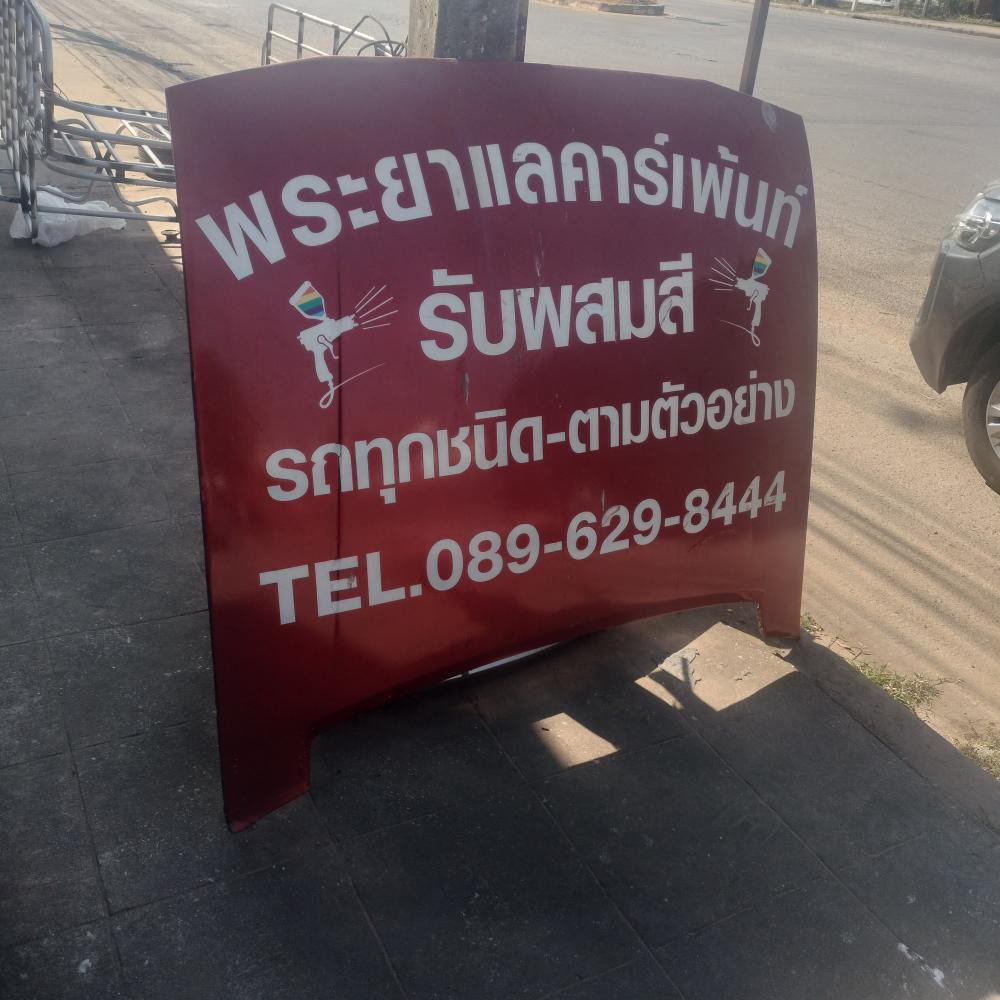 พระยาแลคาร์เพ้นท์
รับผสมสี
รถทุกชนิด-ตามตัวอย่าง
TEL.089-629-8444